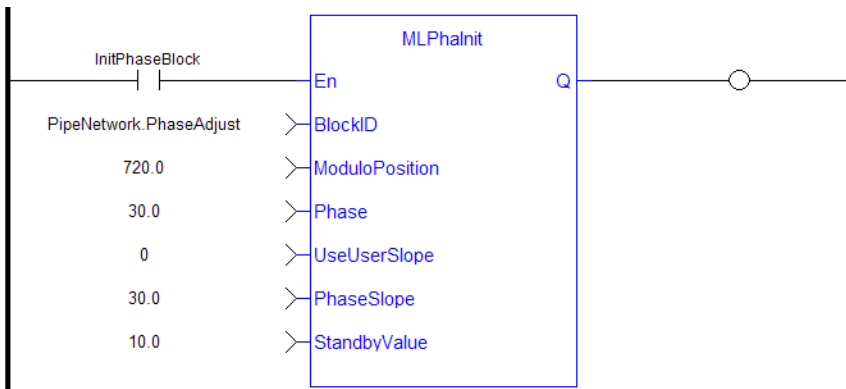 MLPhaInit
InitPhaseBlock
En Q
PipeNetwork.PhaseAdjust BlockID
720.0 ModuloPosition
30.0 Phase
0 UseUserSlope
30.0 PhaseSlope
10.0 StandbyValue